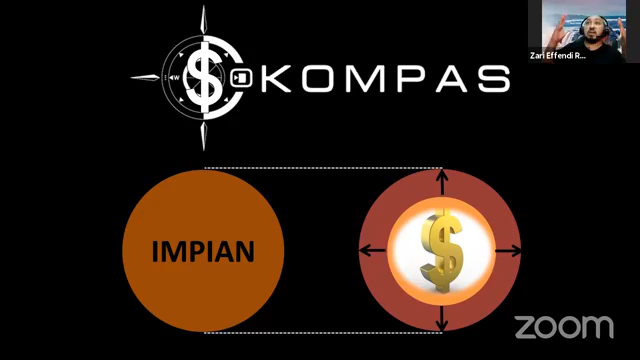 $ KOMPAS
W
Zari Effendi R...
IMPIAN
$
zoom